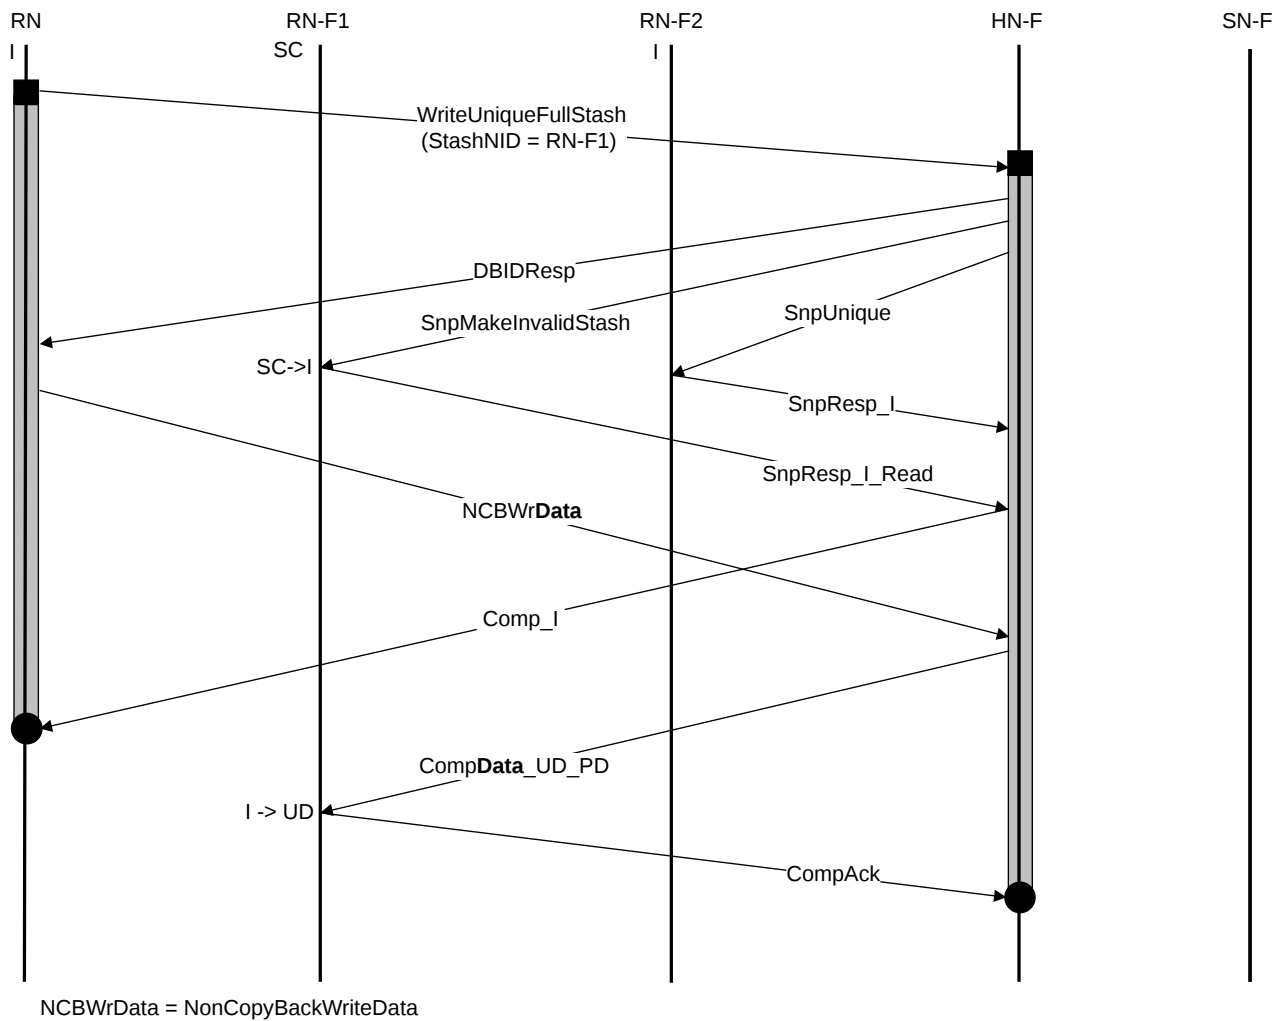 RN RN-F1 RN-F2 HN-F SN-F
I SC I
WriteUniqueFullStash
(StashNID = RN-F1)
DBIDResp
SnpUnique
SnpMakeInvalidStash
SC->I
SnpResp_I
SnpResp_I_Read
NCBWrData
Comp_I
CompData_UD_PD
I -> UD
CompAck
NCBWrData = NonCopyBackWriteData